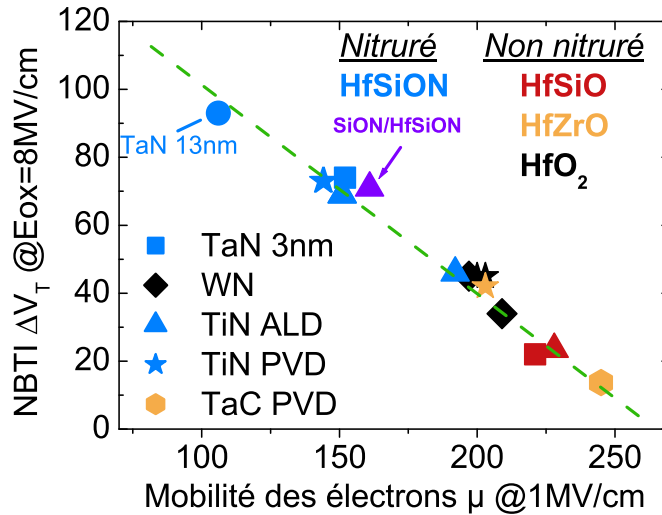 120
100
80
60
40
20
0
NBTI ΔV_T @Eox=8MV/cm
Nitruré
Non nitruré
HfSiON
HfSiO
SiON/HfSiON
HfZrO
HfO₂
TaN 13nm
TaN 3nm
WN
TiN ALD
TiN PVD
TaC PVD
100
150
200
250
Mobilité des électrons µ @1MV/cm